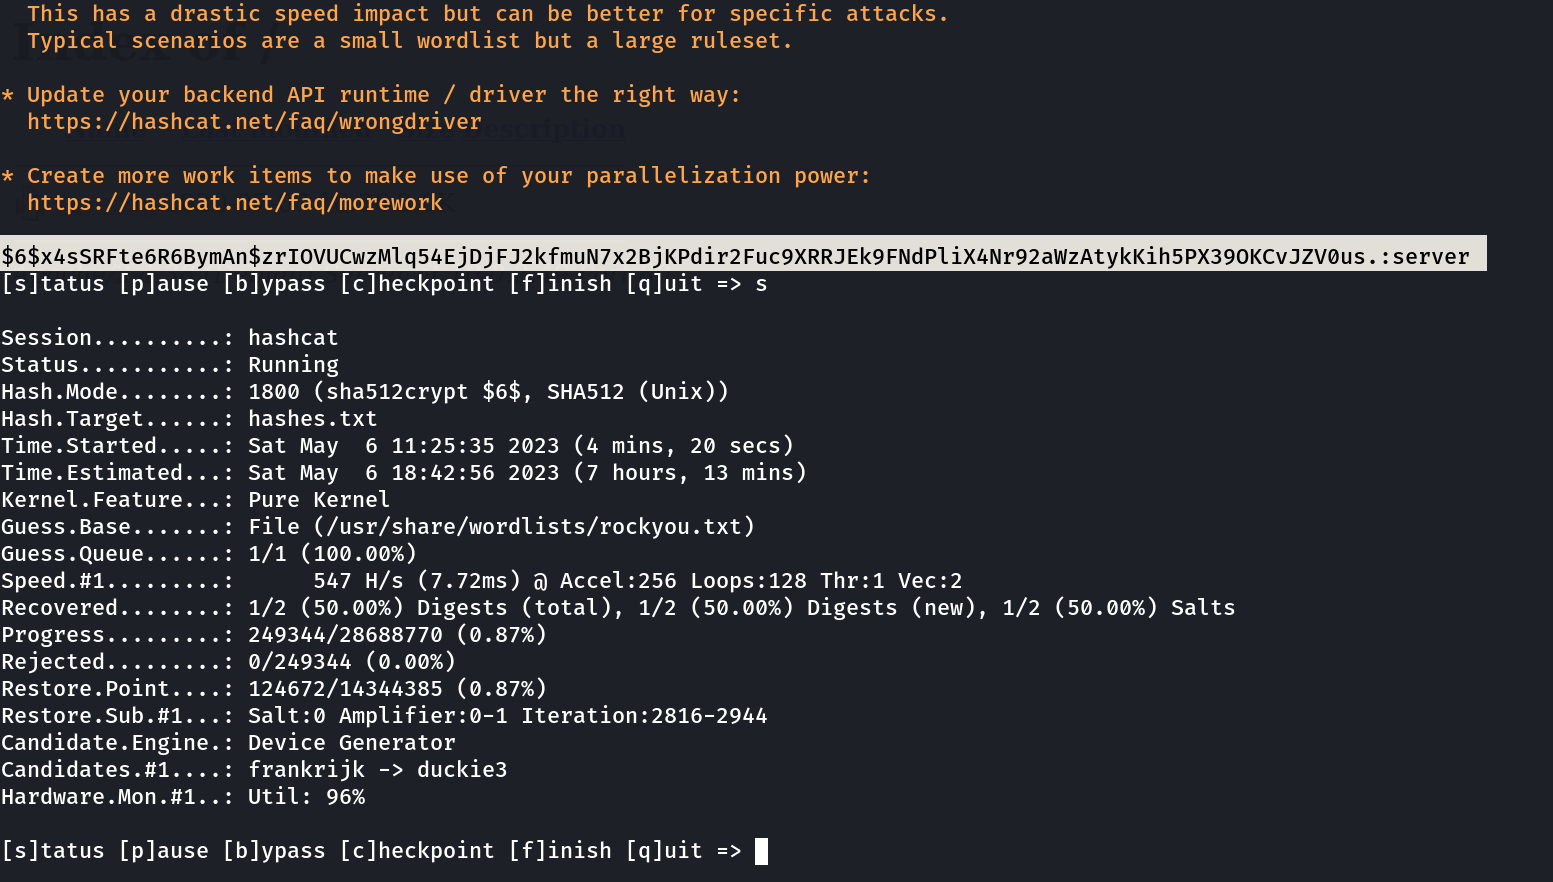 This has a drastic speed impact but can be better for specific attacks.
Typical scenarios are a small wordlist but a large ruleset.
* Update your backend API runtime / driver the right way:
https://hashcat.net/faq/wrongdriver
* Create more work items to make use of your parallelization power:
https://hashcat.net/faq/morework
$6$x4sSRFte6R6BymAn$zrIOVUCwzMlq54EjDjFJ2kfmuN7x2BjKPdir2Fuc9XRRJEk9FNdPliX4Nr92aWzAtykKih5PX39OKCvJZV0us.:server
[s]tatus [p]ause [b]ypass [c]heckpoint [f]inish [q]uit => s
Session..........: hashcat
Status...........: Running
Hash.Mode........: 1800 (sha512crypt $6$, SHA512 (Unix))
Hash.Target......: hashes.txt
Time.Started.....: Sat May  6 11:25:35 2023 (4 mins, 20 secs)
Time.Estimated...: Sat May  6 18:42:56 2023 (7 hours, 13 mins)
Kernel.Feature...: Pure Kernel
Guess.Base.......: File (/usr/share/wordlists/rockyou.txt)
Guess.Queue......: 1/1 (100.00%)
Speed.#1.........:      547 H/s (7.72ms) @ Accel:256 Loops:128 Thr:1 Vec:2
Recovered........: 1/2 (50.00%) Digests (total), 1/2 (50.00%) Digests (new), 1/2 (50.00%) Salts
Progress.........: 249344/28688770 (0.87%)
Rejected.........: 0/249344 (0.00%)
Restore.Point....: 124672/14344385 (0.87%)
Restore.Sub.#1...: Salt:0 Amplifier:0-1 Iteration:2816-2944
Candidate.Engine.: Device Generator
Candidates.#1....: frankrijk -> duckie3
Hardware.Mon.#1..: Util: 96%
[s]tatus [p]ause [b]ypass [c]heckpoint [f]inish [q]uit =>